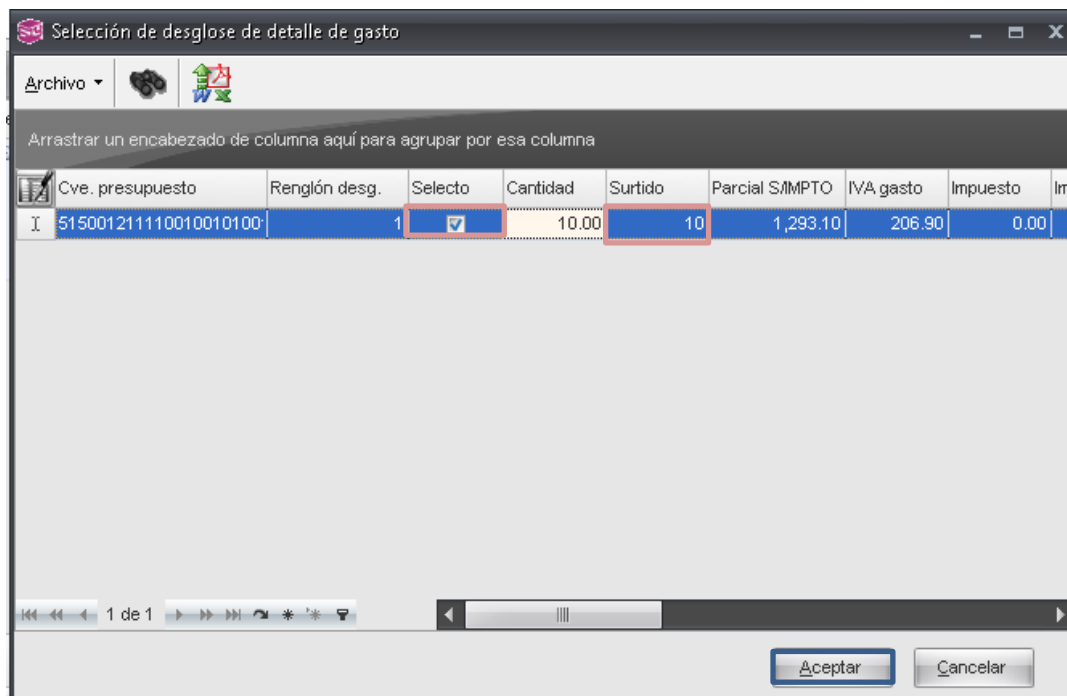 Selección de desglose de detalle de gasto
Archivo
Arrastrar un encabezado de columna aquí para agrupar por esa columna
Cve. presupuesto Renglón desg. Selecto Cantidad Surtido Parcial S/IMPTO IVA gasto Impuesto
1 10.00 10 1,293.10 206.90 0.00
1 de 1
Aceptar Cancelar